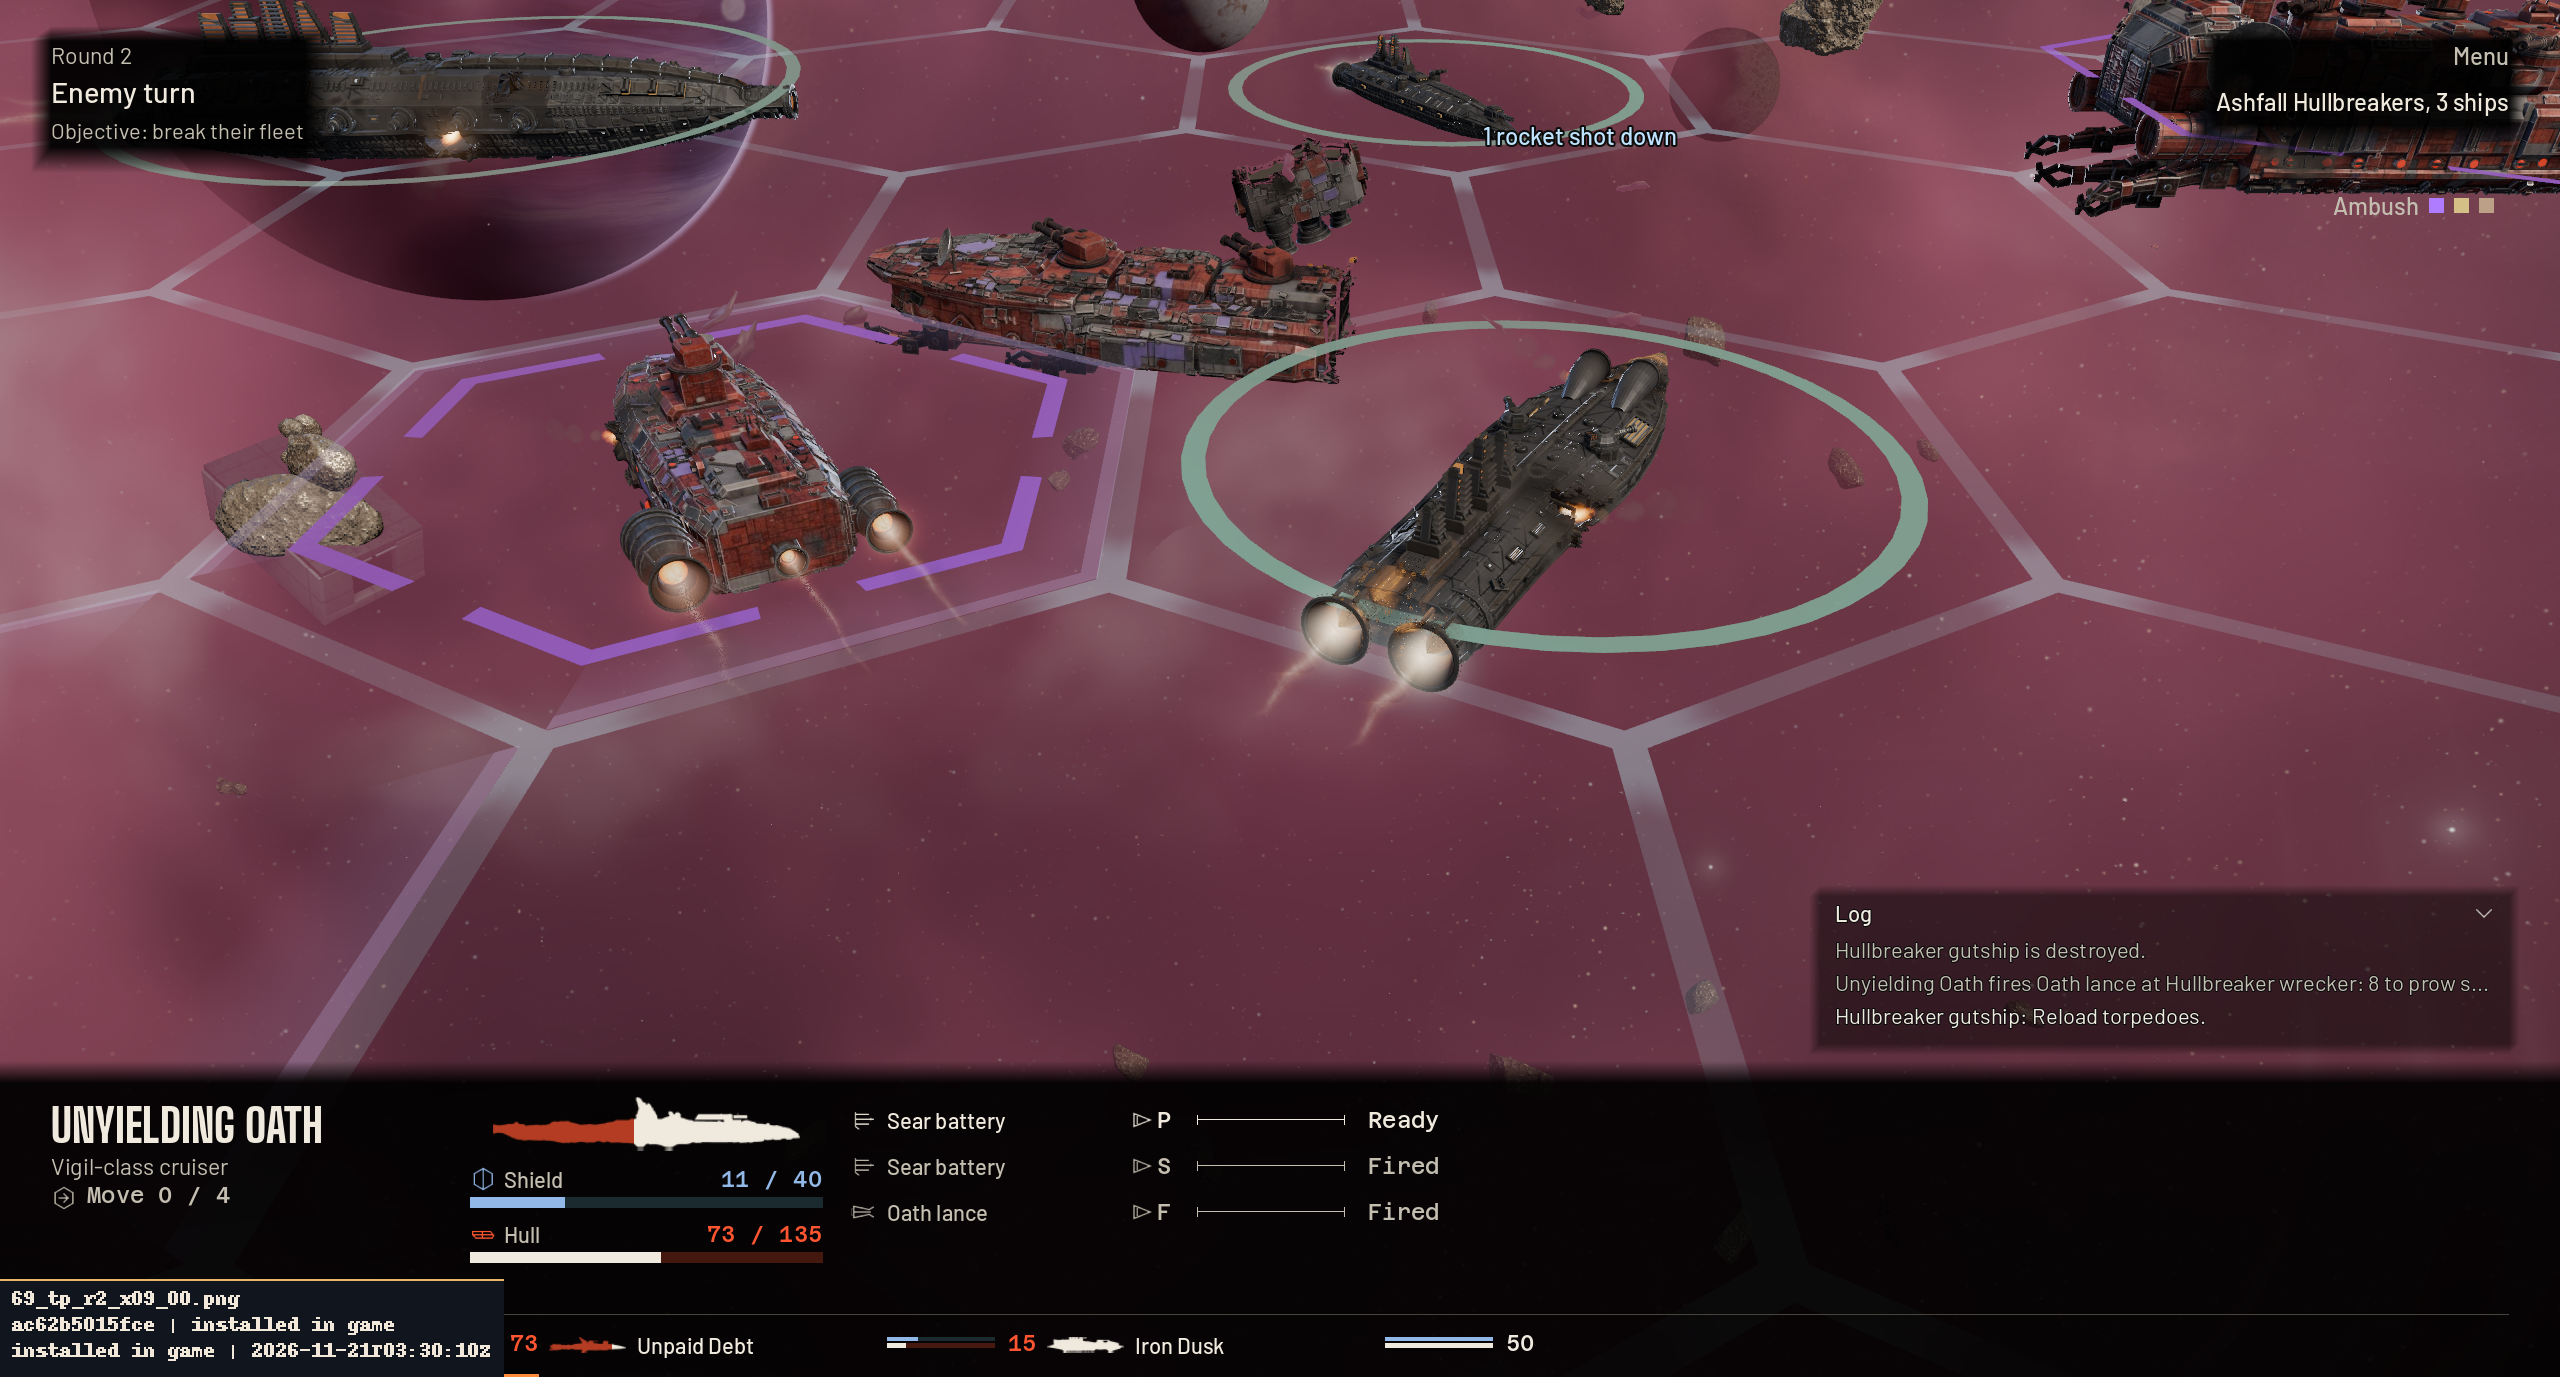 Round 2
Enemy turn
Objective: break their fleet
Menu
Ashfall Hullbreakers, 3 ships
Ambush
1 rocket shot down
Log
Hullbreaker gutship is destroyed.
Unyielding Oath fires Oath lance at Hullbreaker wrecker: 8 to prow s...
Hullbreaker gutship: Reload torpedoes.
UNYIELDING OATH
Vigil-class cruiser
Move 0 / 4
Shield 11 / 40
Hull 73 / 135
Sear battery P Ready
Sear battery S Fired
Oath lance F Fired
69_tp_r2_x09_00.png
ac62b5015fce | installed in game
installed in game | 2026-11-21T03:30:10Z
73 Unpaid Debt 15 Iron Dusk 50